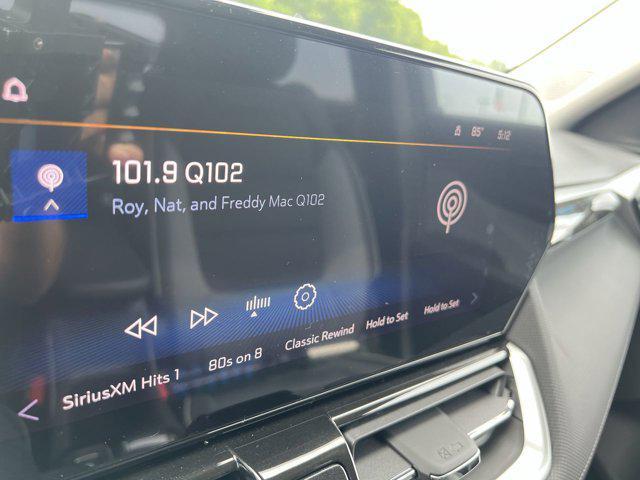 85° 5:12
101.9 Q102
Roy, Nat, and Freddy Mac Q102
SiriusXM Hits 1 80s on 8 Classic Rewind Hold to Set Hold to Set